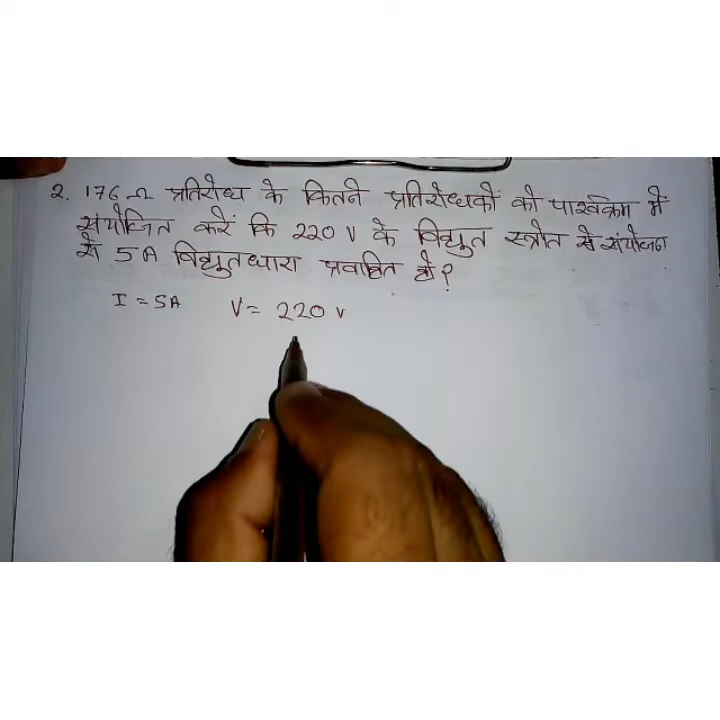 2. 176 Ω प्रतिरोध के कितने प्रतिरोधकों को पार्श्वक्रम में
संयोजित करें कि 220 V के विद्युत स्त्रोत से संयोजन
से 5A विद्युतधारा प्रवाहित हो?
I = 5A V = 220 v